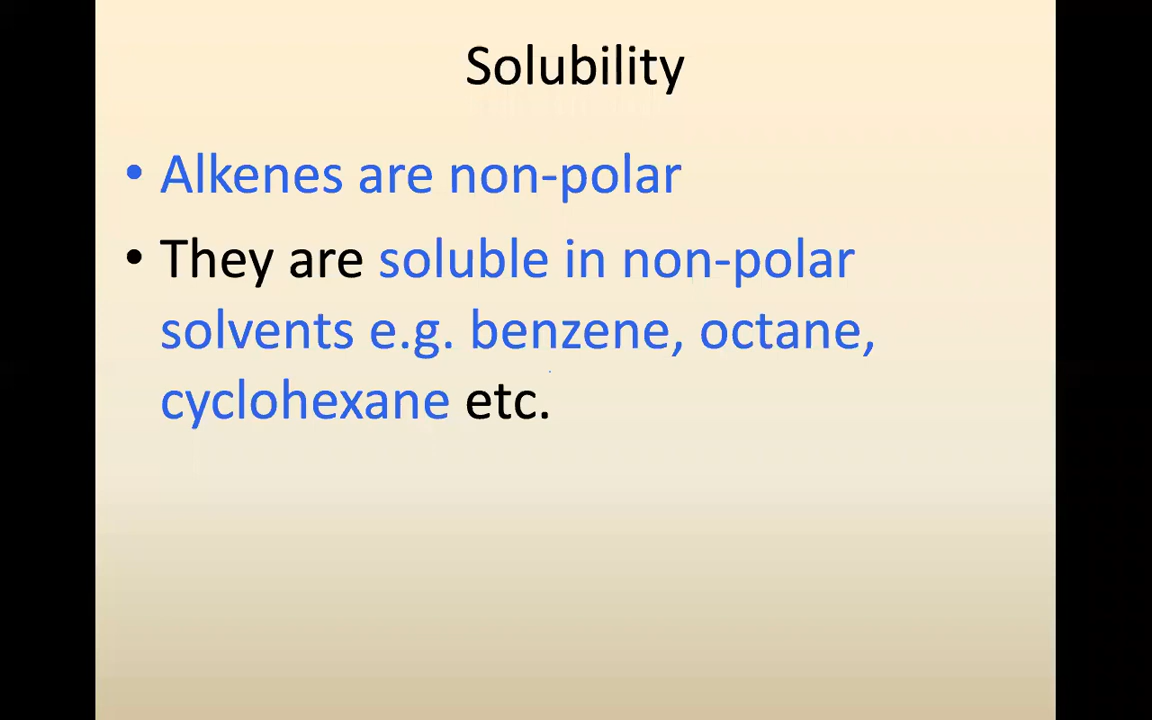 Solubility
• Alkenes are non-polar
• They are soluble in non-polar
solvents e.g. benzene, octane,
cyclohexane etc.